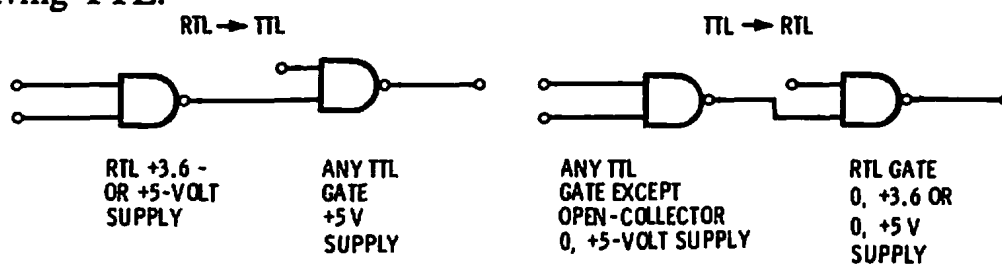 RTL → TTL
TTL → RTL
RTL +3.6 -
OR +5-VOLT
SUPPLY
ANY TTL
GATE
+5 V
SUPPLY
ANY TTL
GATE EXCEPT
OPEN-COLLECTOR
0, +5-VOLT SUPPLY
RTL GATE
0, +3.6 OR
0, +5 V
SUPPLY